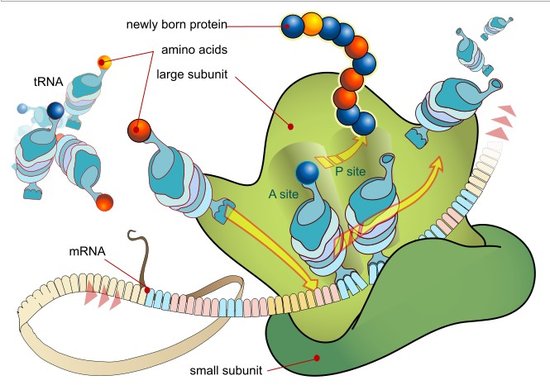 newly born protein
amino acids
large subunit
tRNA
A site
P site
mRNA
small subunit